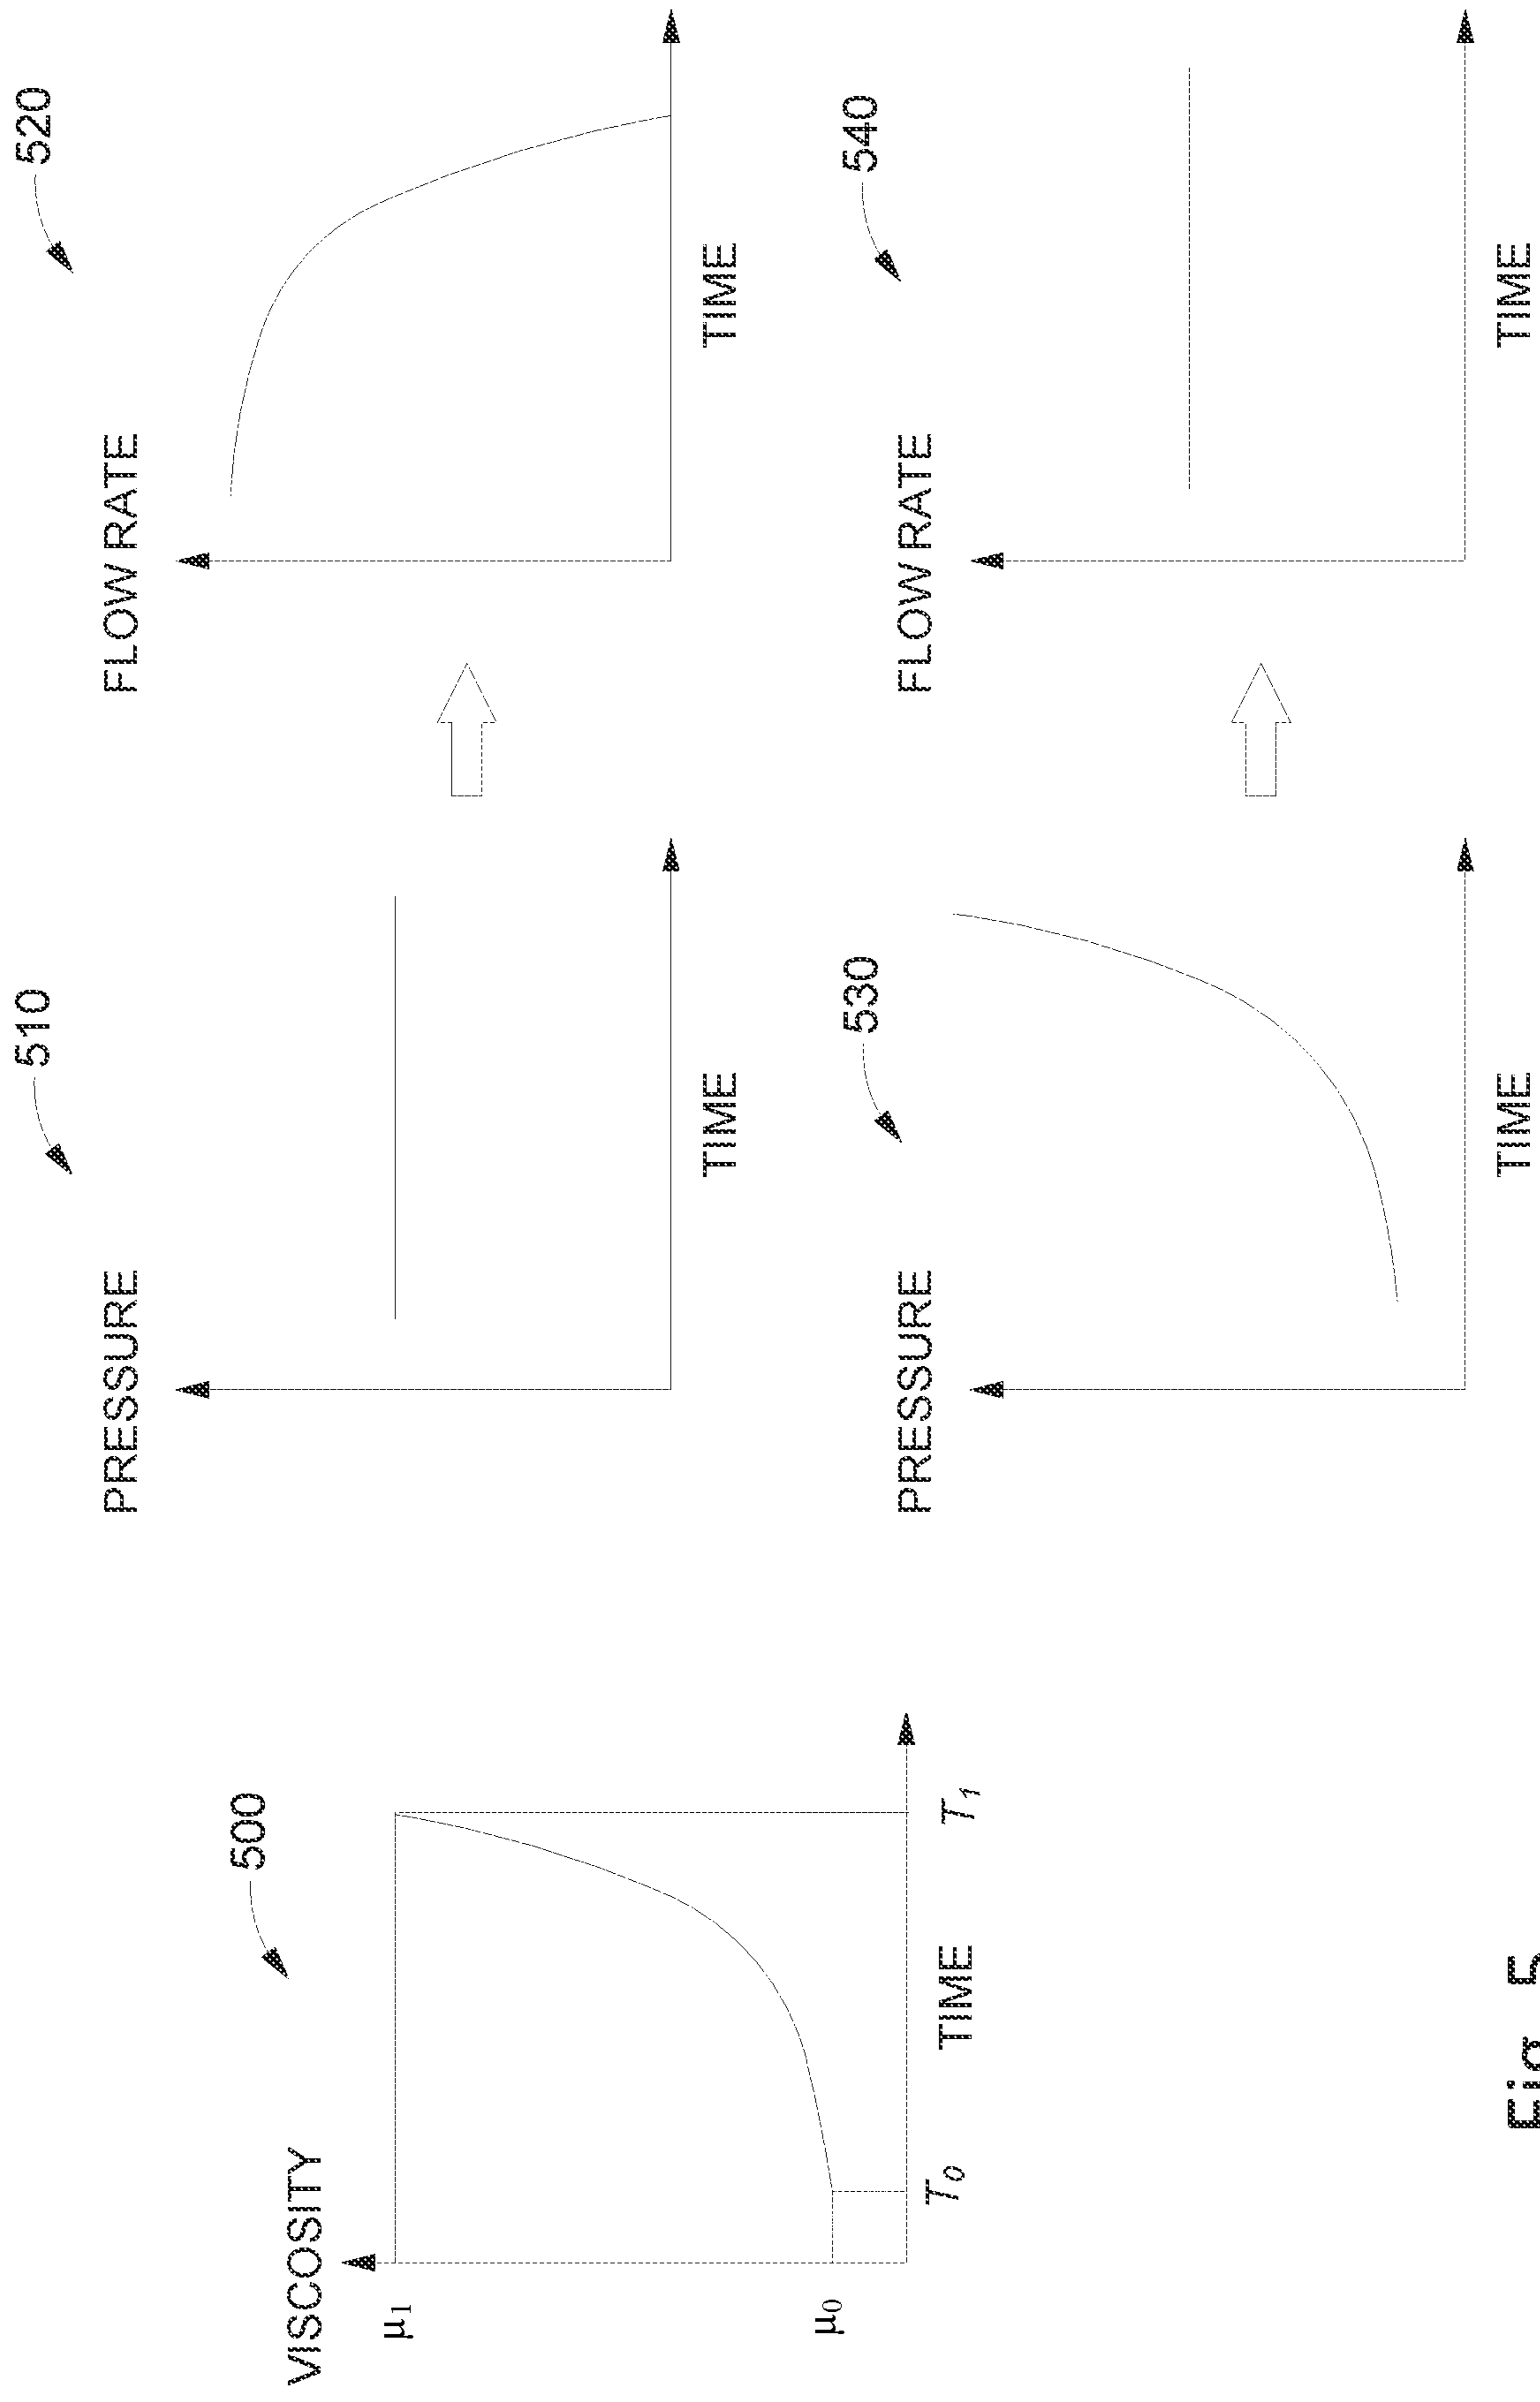 500
VISCOSITY
μ1
μ0
T0
TIME
T1
510
PRESSURE
TIME
520
FLOW RATE
TIME
530
PRESSURE
TIME
540
FLOW RATE
TIME
Fig. 5